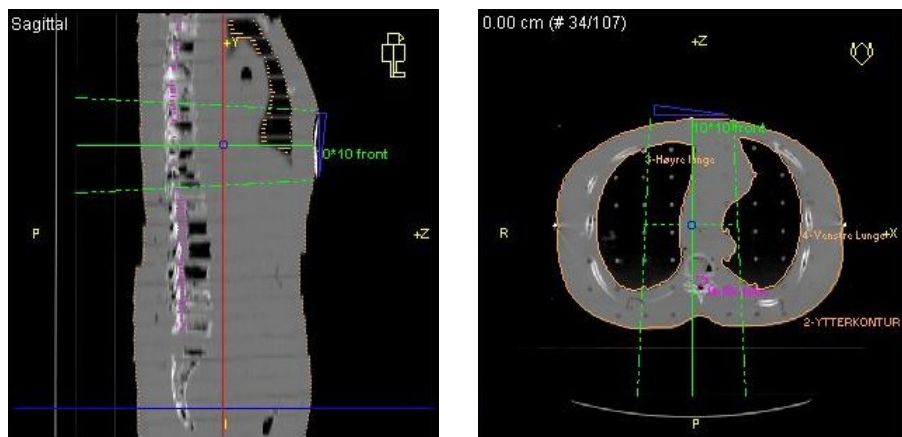 Sagittal
+Y
0*10 front
P
+Z
I
0.00 cm (# 34/107)
+Z
10*10 front
3-Høyre lunge
R
4-Venstre Lunge
+X
2-YTTERKONTUR
P